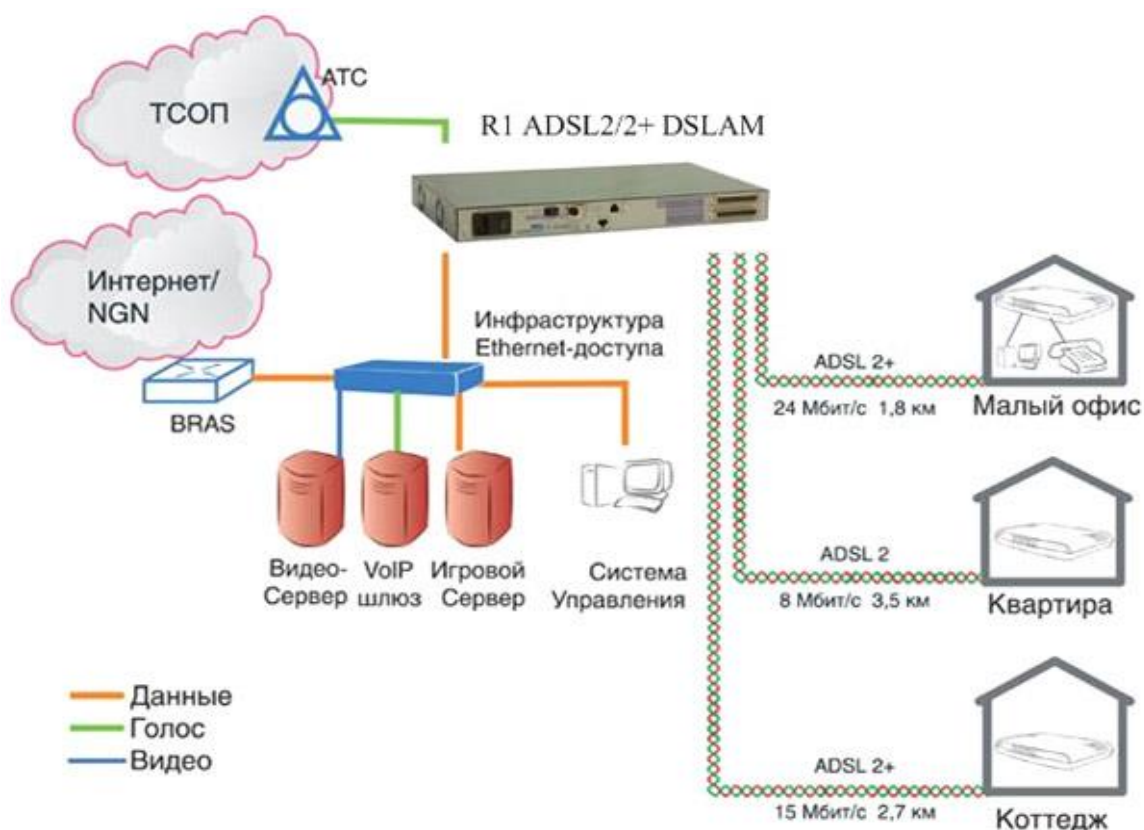 АТС
ТСОП
R1 ADSL2/2+ DSLAM
Интернет/
NGN
Инфраструктура
Ethernet-доступа
BRAS
ADSL 2+
24 Мбит/с 1,8 км
Малый офис
Видео-
Сервер
VoIP
шлюз
Игровой
Сервер
Система
Управления
ADSL 2
8 Мбит/с 3,5 км
Квартира
Данные
Голос
Видео
ADSL 2+
15 Мбит/с 2,7 км
Коттедж